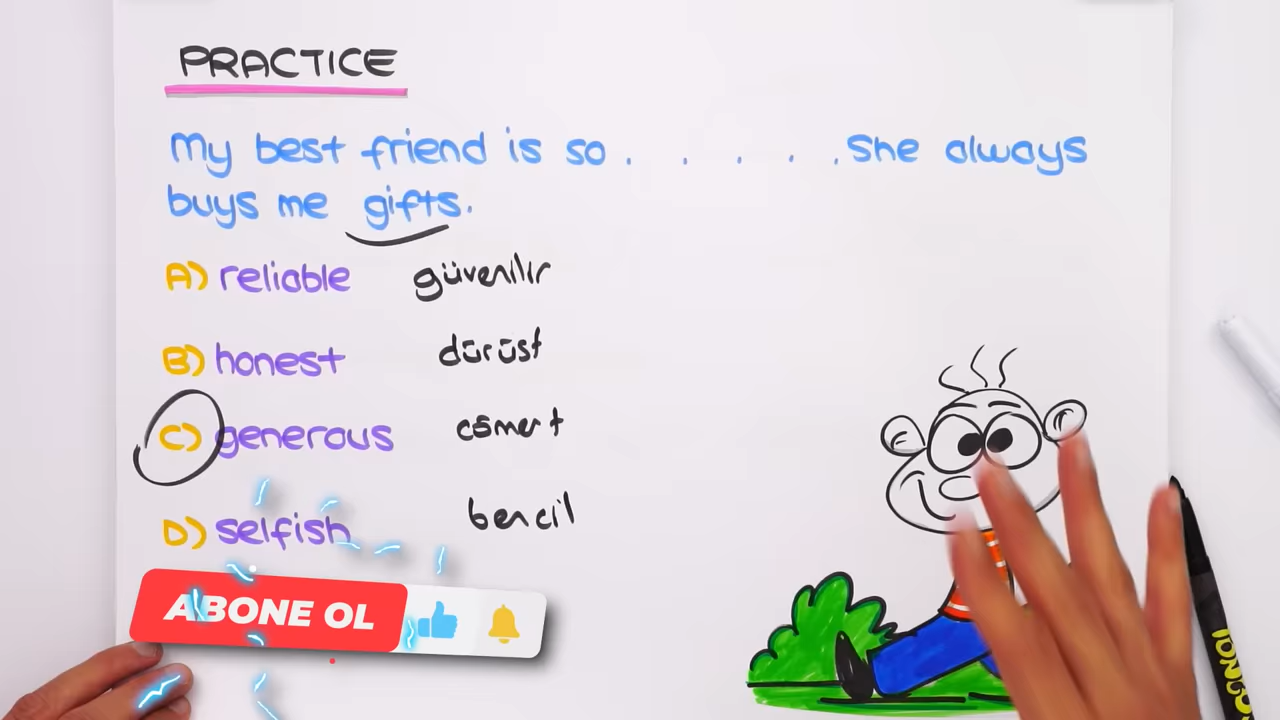 PRACTICE
My best friend is so . . . . . She always
buys me gifts.
A) reliable güvenilir
B) honest dürüst
C) generous cömert
D) selfish bencil
ABONE OL